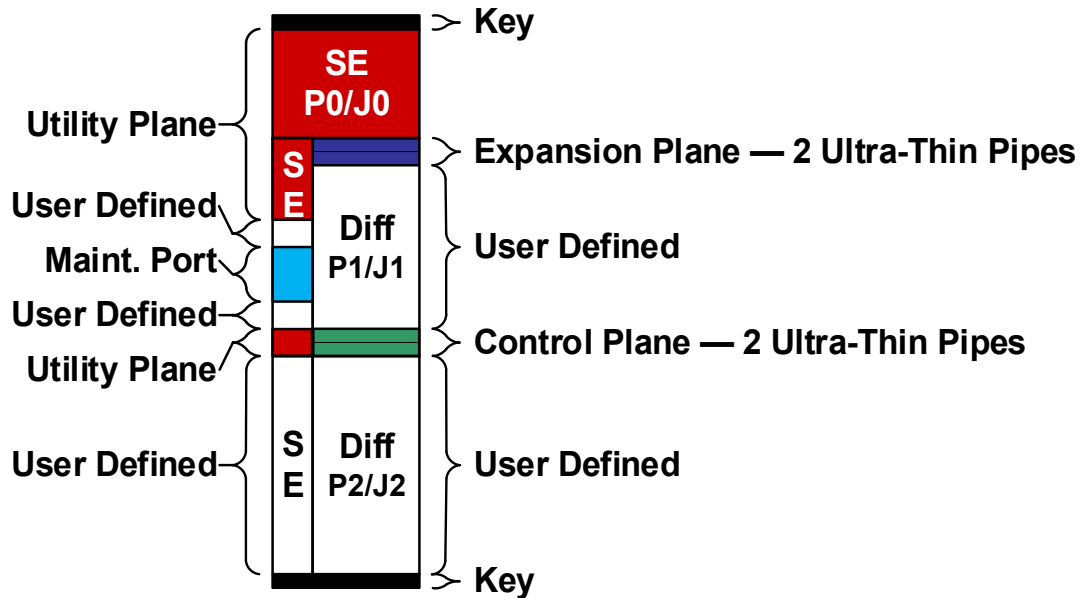 Key
SE
P0/J0
Utility Plane
S
E
Expansion Plane — 2 Ultra-Thin Pipes
User Defined
Diff
P1/J1
User Defined
Maint. Port
User Defined
Control Plane — 2 Ultra-Thin Pipes
Utility Plane
User Defined
S
E
Diff
P2/J2
User Defined
Key